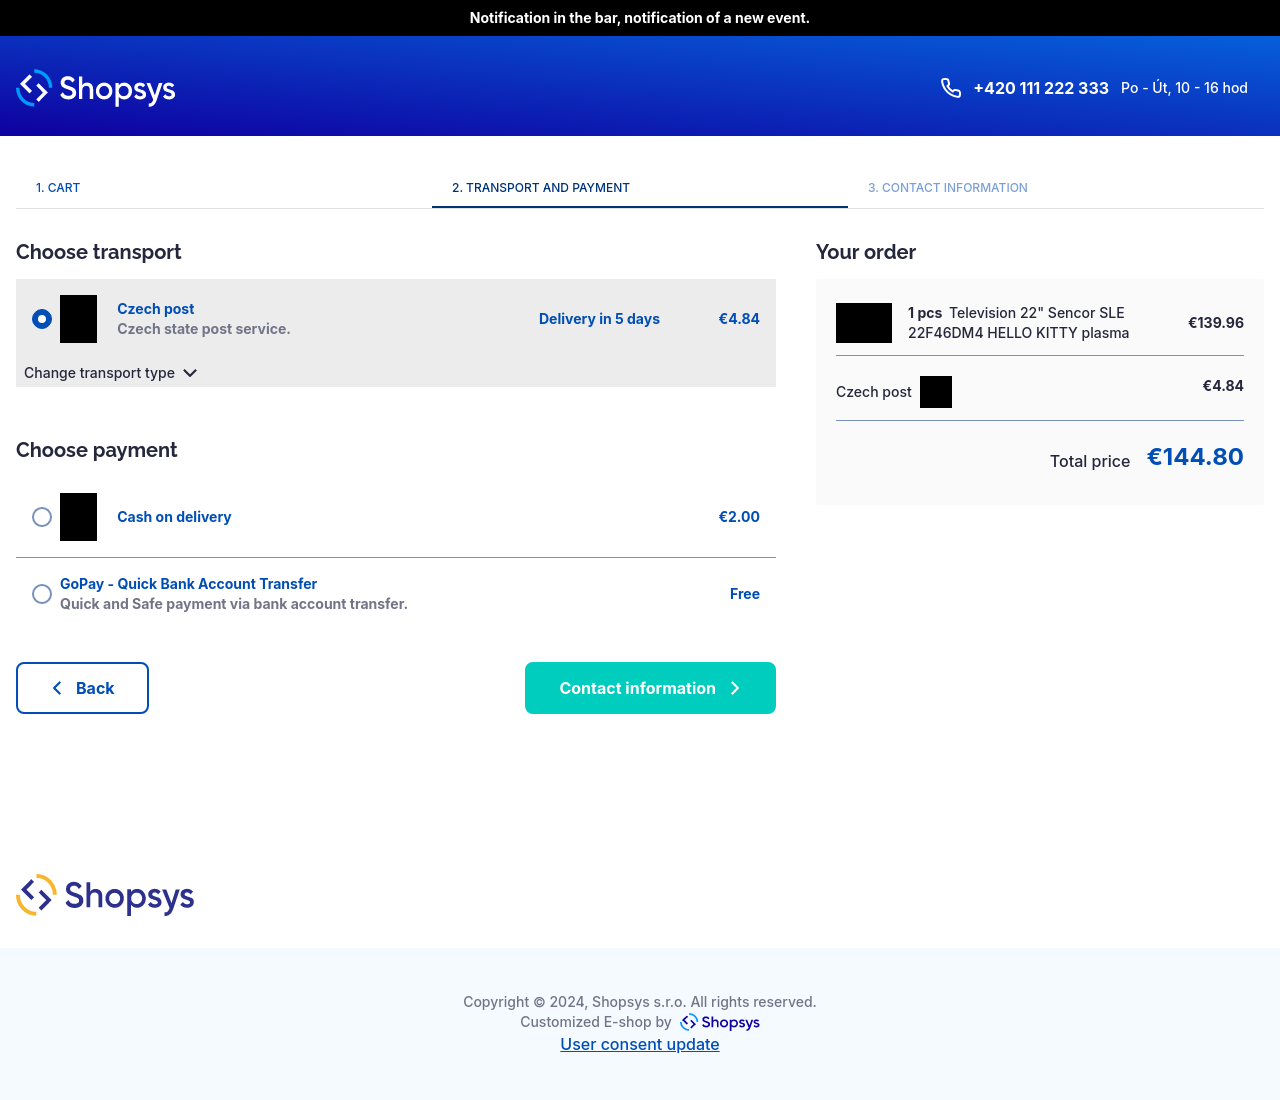 Notification in the bar, notification of a new event.
Shopsys
+420 111 222 333 Po - Út, 10 - 16 hod
1. CART
2. TRANSPORT AND PAYMENT
3. CONTACT INFORMATION
Choose transport
Czech post
Czech state post service.
Delivery in 5 days
€4.84
Change transport type
Choose payment
Cash on delivery
€2.00
GoPay - Quick Bank Account Transfer
Quick and Safe payment via bank account transfer.
Free
Back
Contact information
Your order
1 pcs Television 22" Sencor SLE
22F46DM4 HELLO KITTY plasma
€139.96
Czech post
€4.84
Total price €144.80
Shopsys
Copyright © 2024, Shopsys s.r.o. All rights reserved.
Customized E-shop by Shopsys
User consent update